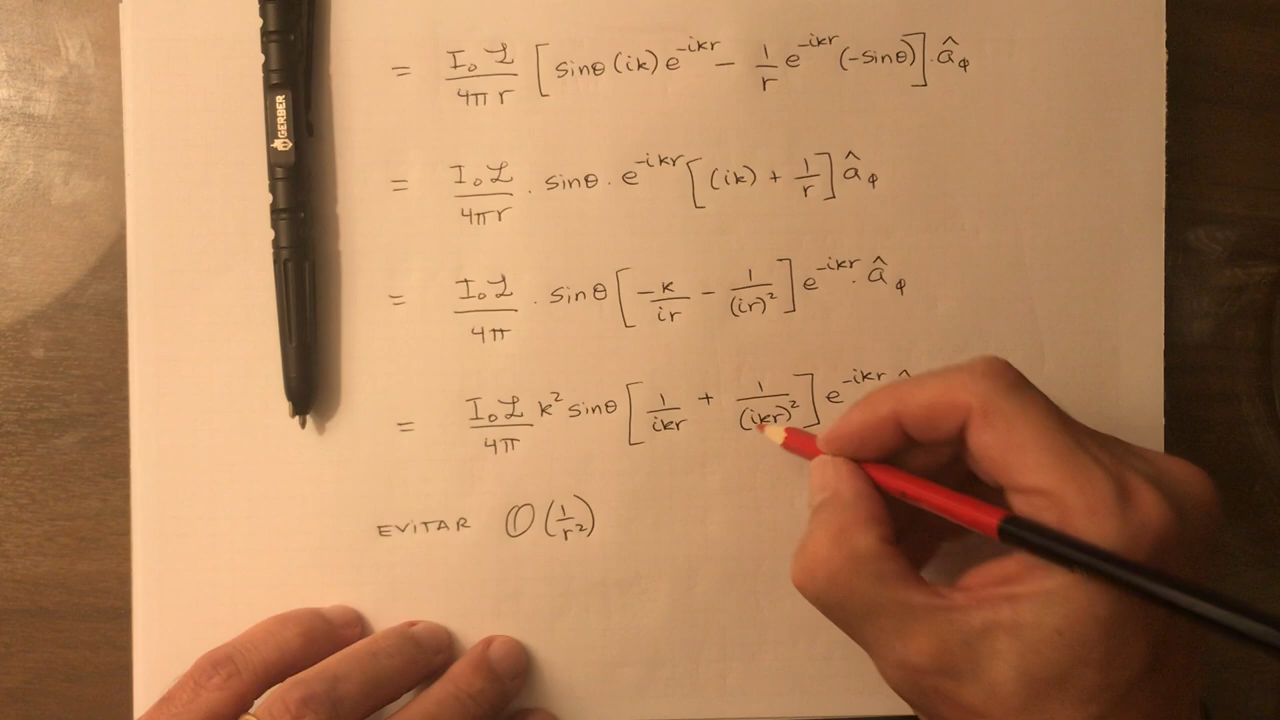 GERBER
= I₀ℒ/4πr [sinθ(ik)e^-ikr − 1/r e^-ikr (-sinθ)]·â_φ
= I₀ℒ/4πr · sinθ · e^-ikr [(ik) + 1/r] â_φ
= I₀ℒ/4π · sinθ [-k/ir − 1/(ir)²] e^-ikr · â_φ
= I₀ℒ/4π k² sinθ [1/ikr + 1/(ikr)²] e^-ikr
EVITAR O(1/r²)